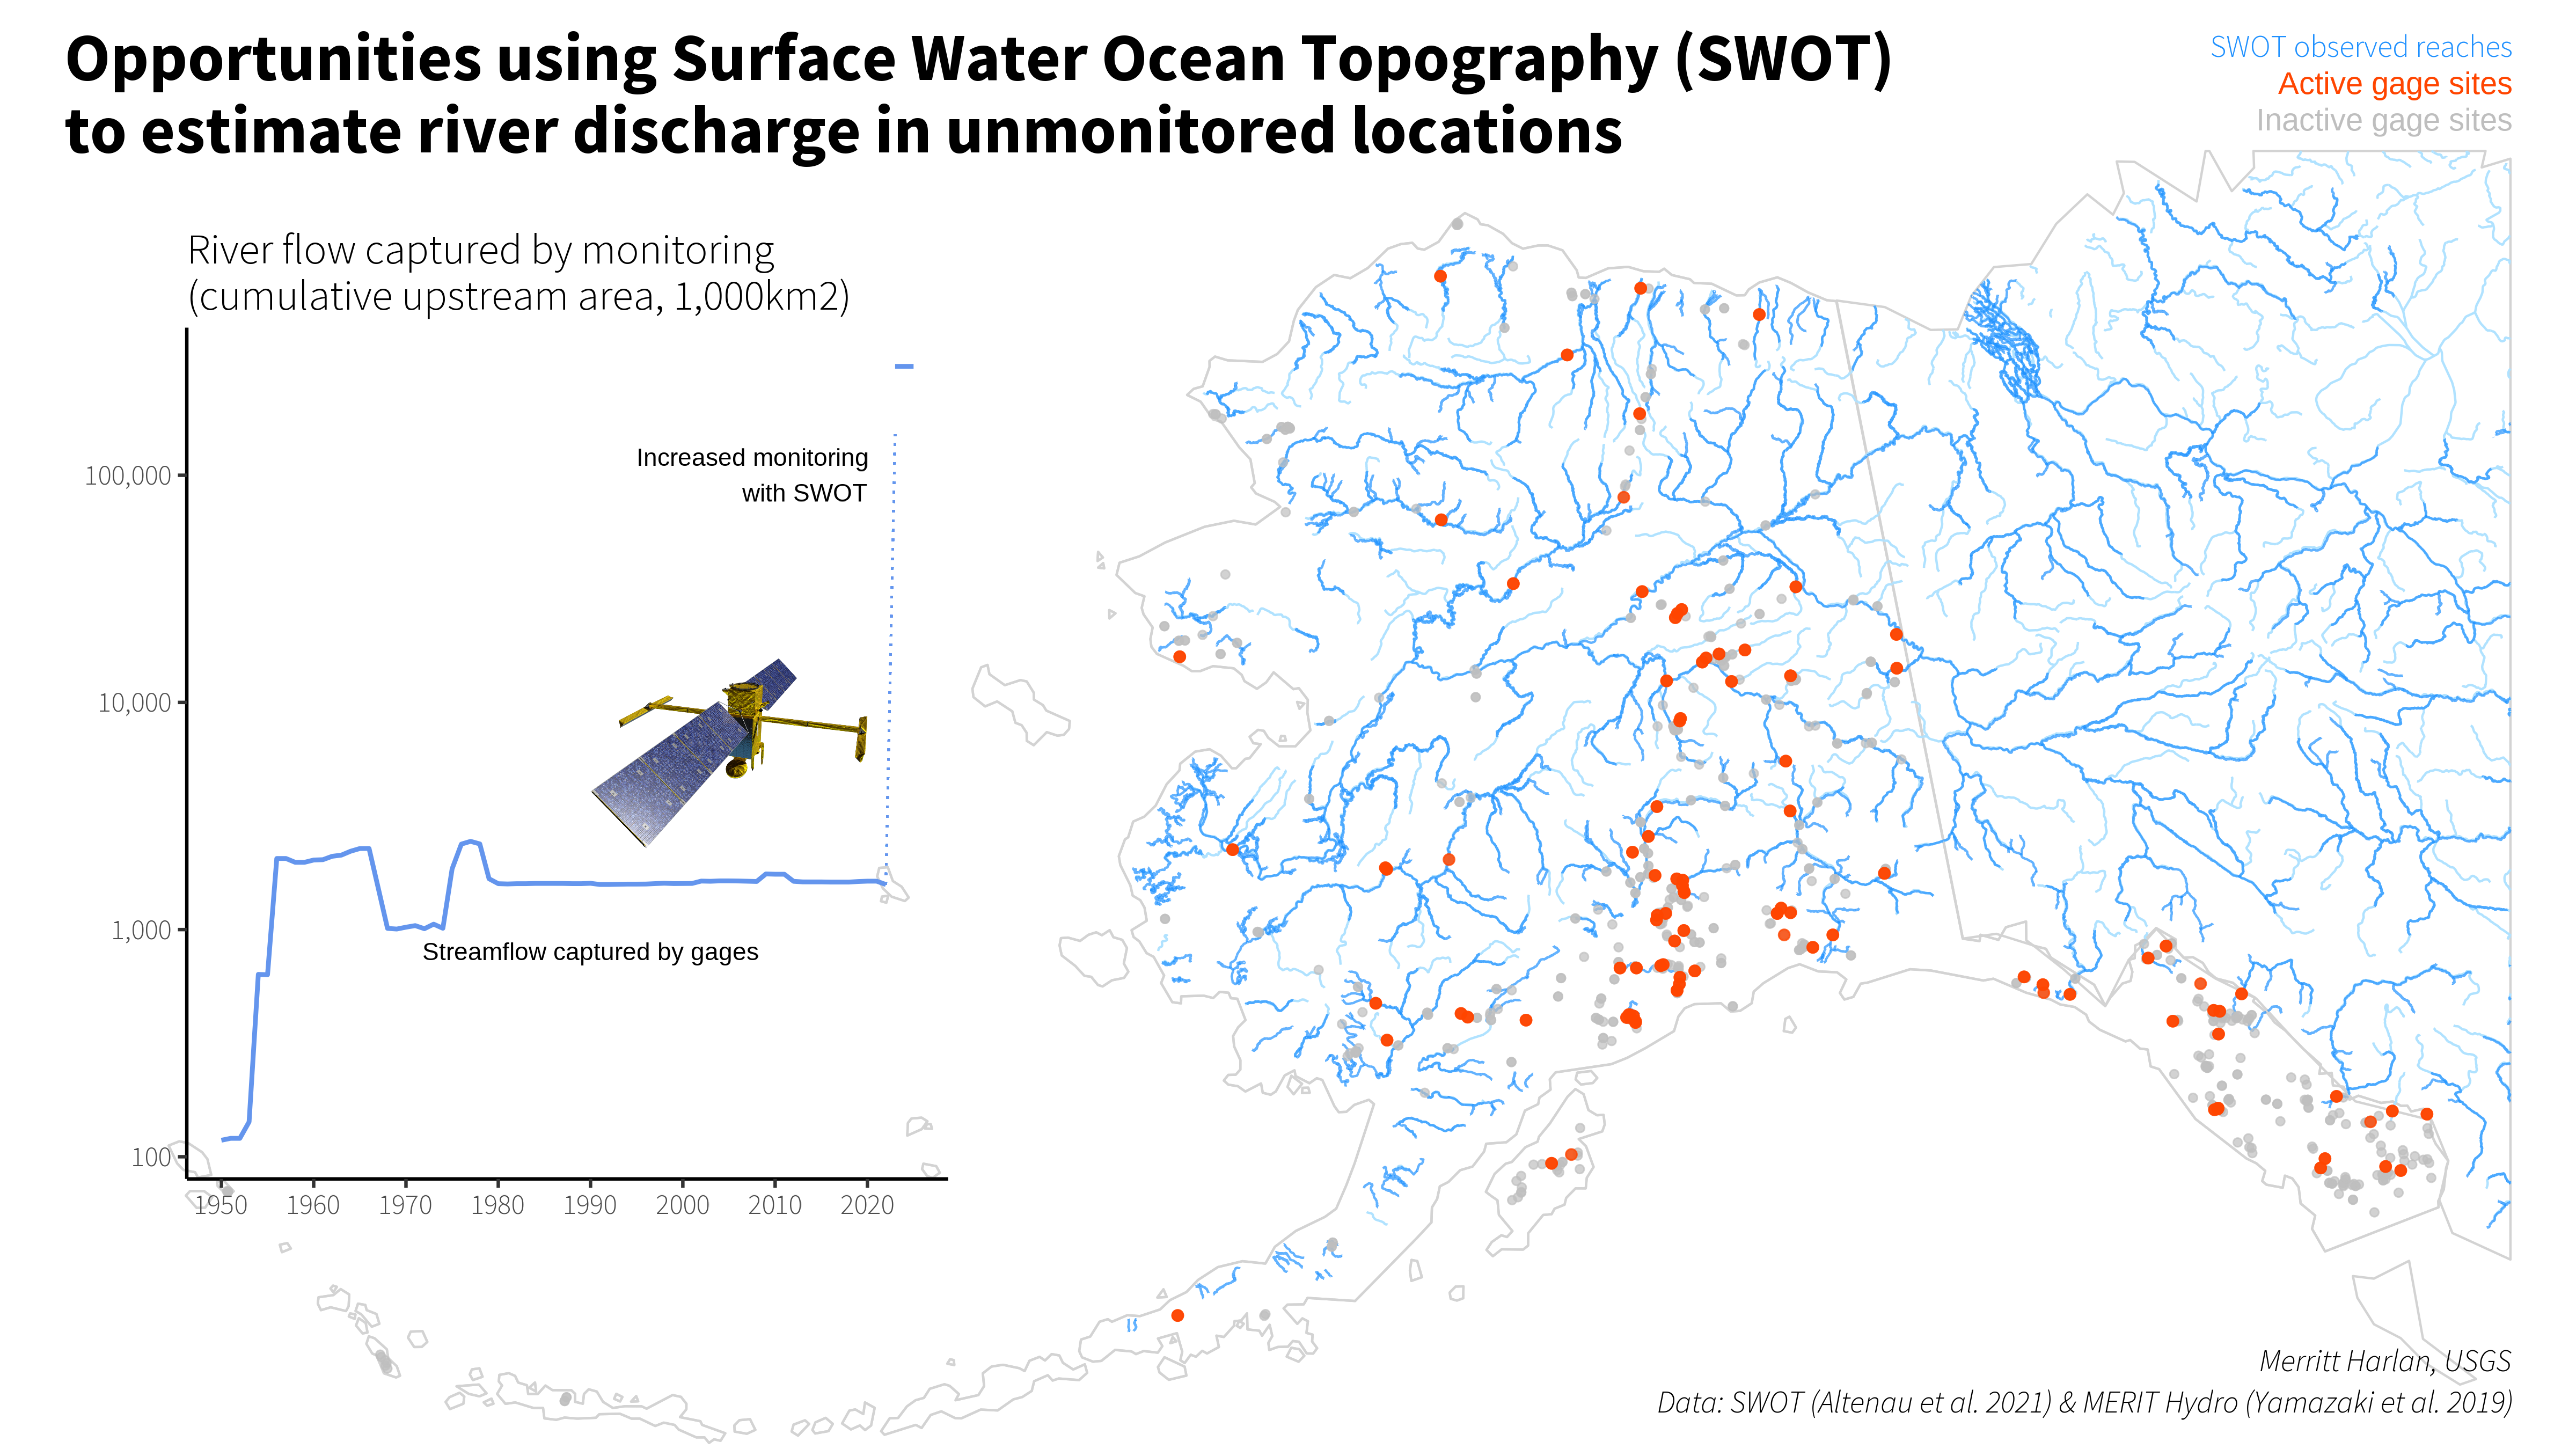 Opportunities using Surface Water Ocean Topography (SWOT)
to estimate river discharge in unmonitored locations
SWOT observed reaches
Active gage sites
Inactive gage sites
River flow captured by monitoring
(cumulative upstream area, 1,000km2)
Increased monitoring
with SWOT
100,000
10,000
1,000
100
Streamflow captured by gages
1950 1960 1970 1980 1990 2000 2010 2020
Merritt Harlan, USGS
Data: SWOT (Altenau et al. 2021) & MERIT Hydro (Yamazaki et al. 2019)